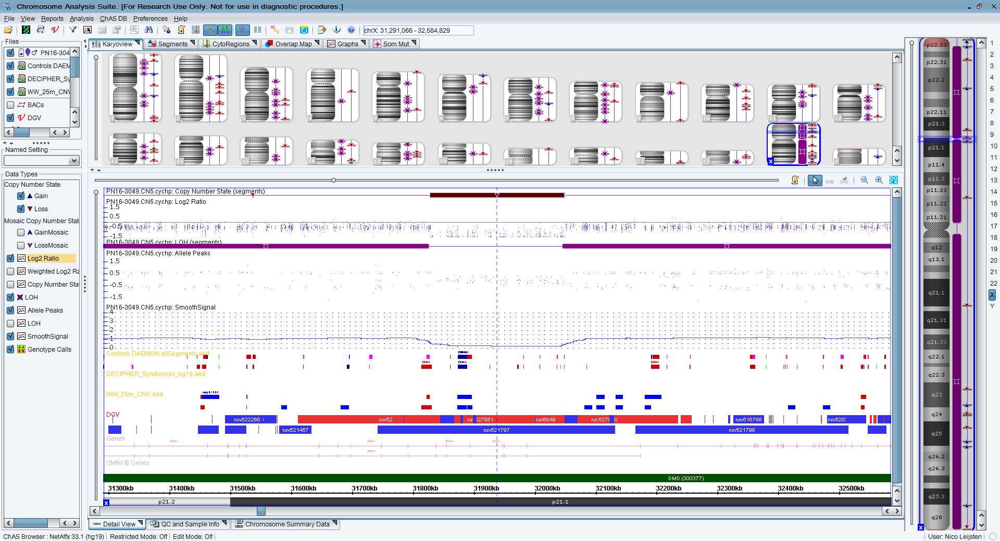 Chromosome Analysis Suite. [For Research Use Only. Not for use in diagnostic procedures.]
File View Reports Analysis ChAS DB Preferences Help
chrX: 31,291,066 - 32,584,829
Files
PN16-304
Controls DAEM
DECIPHER_Sy
WW_25m_CNV
BACs
DGV
Named Setting
Data Types
Copy Number State
Gain
Loss
Mosaic Copy Number Stat
GainMosaic
LossMosaic
Log2 Ratio
Weighted Log2 Ra
Copy Number Stat
LOH
Allele Peaks
LOH
SmoothSignal
Genotype Calls
Karyoview Segments CytoRegions Overlap Map Graphs Som Mut
1 2 3 4 5 6 7 8 9 10 11 12
13 14 15 16 17 18 19 20 21 22 X Y
PN16-3049.CN5.cychp: Copy Number State (segments)
PN16-3049.CN5.cychp: Log2 Ratio
1.5
0.5
-0.5
-1.5
PN16-3049.CN5.cychp: LOH (segments)
PN16-3049.CN5.cychp: Allele Peaks
1.5
0.5
-0.5
-1.5
PN16-3049.CN5.cychp: SmoothSignal
4
3
2
1
0
Controls DAEMON allSegments.aed
DECIPHER_Syndromes_hg19.aed
WW_25m_CNV.aed
DGV
nsv522266 nsv52 nsv527851 nsv6849 nsv516788
nsv521457 nsv521797 nsv521798
Genes
OMIM ® Genes
DMD (300377)
31300kb 31400kb 31500kb 31600kb 31700kb 31800kb 31900kb 32000kb 32100kb 32200kb 32300kb 32400kb 32500kb
X p21.2 p21.1
Detail View QC and Sample Info Chromosome Summary Data
p22.33
p22.31
p22.2
p22.11
p21.3
p21.1
p11.4
p11.3
p11.23
p11.22
p11.21
q12
q13.1
q21.1
q21.31
q21.33
q22.1
q22.3
q23
q24
q25
q26.2
q26.3
q27.3
q28
X
1
2
3
4
5
6
7
8
9
10
11
12
13
14
15
16
17
18
19
20
21
22
X
Y
ChAS Browser : NetAffx 33.1 (hg19) Restricted Mode: Off Edit Mode: Off User: Nico Leijsten